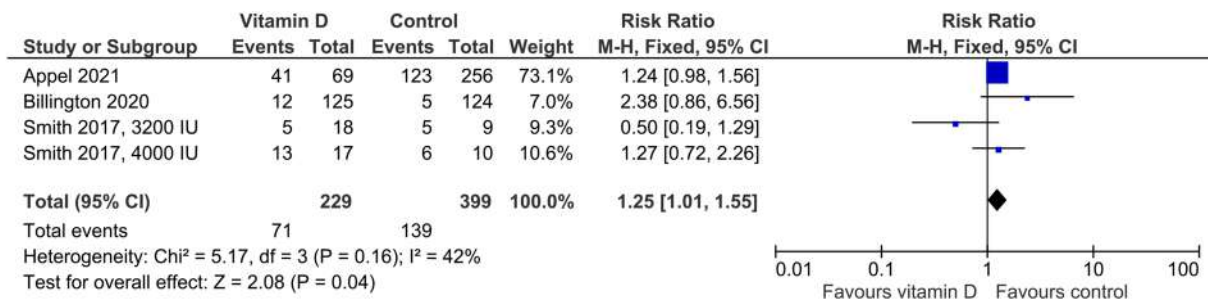 Vitamin D Control Risk Ratio Risk Ratio
Study or Subgroup Events Total Events Total Weight M-H, Fixed, 95% CI M-H, Fixed, 95% CI
Appel 2021 41 69 123 256 73.1% 1.24 [0.98, 1.56]
Billington 2020 12 125 5 124 7.0% 2.38 [0.86, 6.56]
Smith 2017, 3200 IU 5 18 5 9 9.3% 0.50 [0.19, 1.29]
Smith 2017, 4000 IU 13 17 6 10 10.6% 1.27 [0.72, 2.26]
Total (95% CI) 229 399 100.0% 1.25 [1.01, 1.55]
Total events 71 139
Heterogeneity: Chi² = 5.17, df = 3 (P = 0.16); I² = 42%
Test for overall effect: Z = 2.08 (P = 0.04)
0.01 0.1 1 10 100
Favours vitamin D Favours control